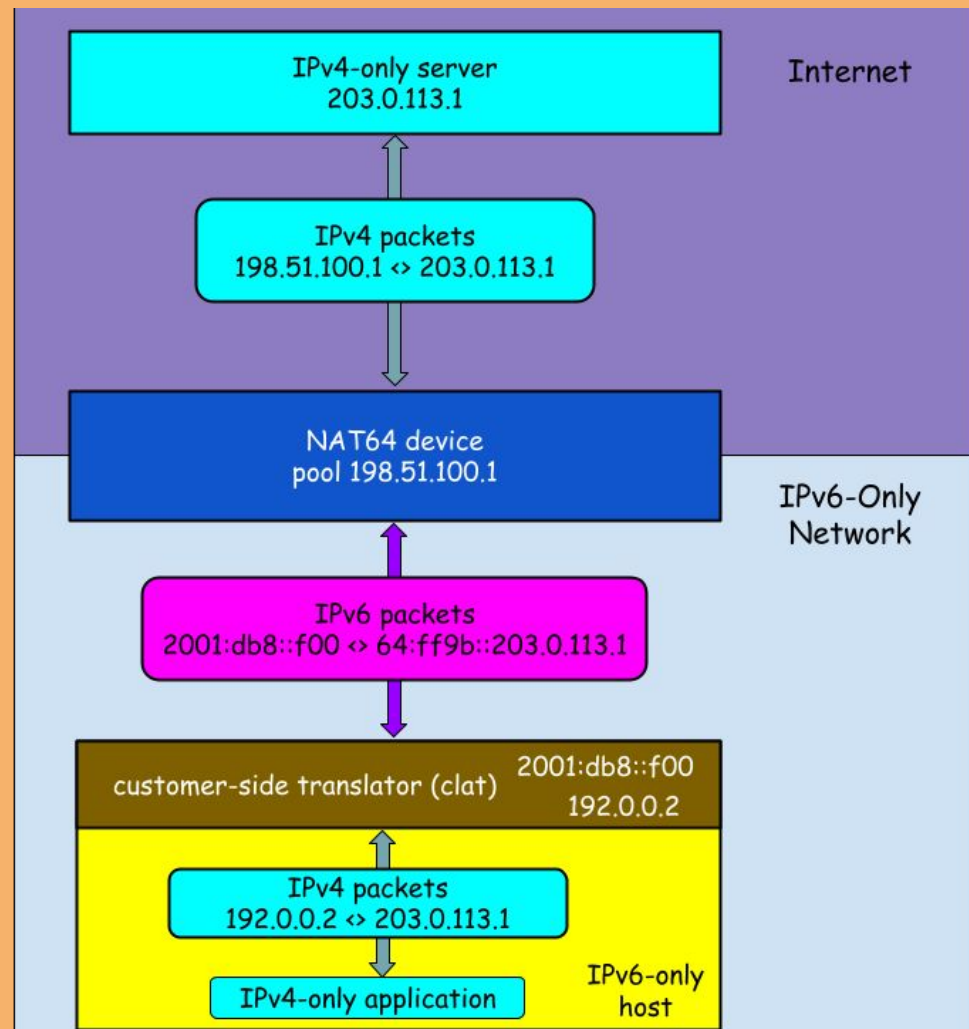 IPv4-only server
203.0.113.1
Internet
IPv4 packets
198.51.100.1 <> 203.0.113.1
NAT64 device
pool 198.51.100.1
IPv6-Only
Network
IPv6 packets
2001:db8::f00 <> 64:ff9b::203.0.113.1
customer-side translator (clat)
2001:db8::f00
192.0.0.2
IPv4 packets
192.0.0.2 <> 203.0.113.1
IPv4-only application
IPv6-only
host